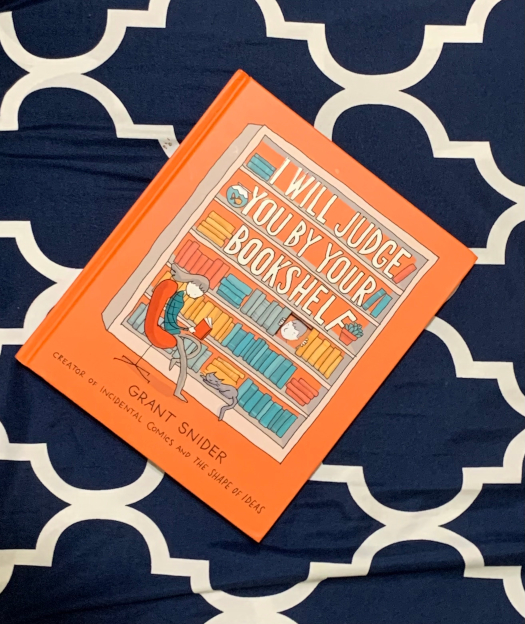 I WILL JUDGE
YOU BY YOUR
BOOKSHELF
GRANT SNIDER
CREATOR OF INCIDENTAL COMICS AND THE SHAPE OF IDEAS